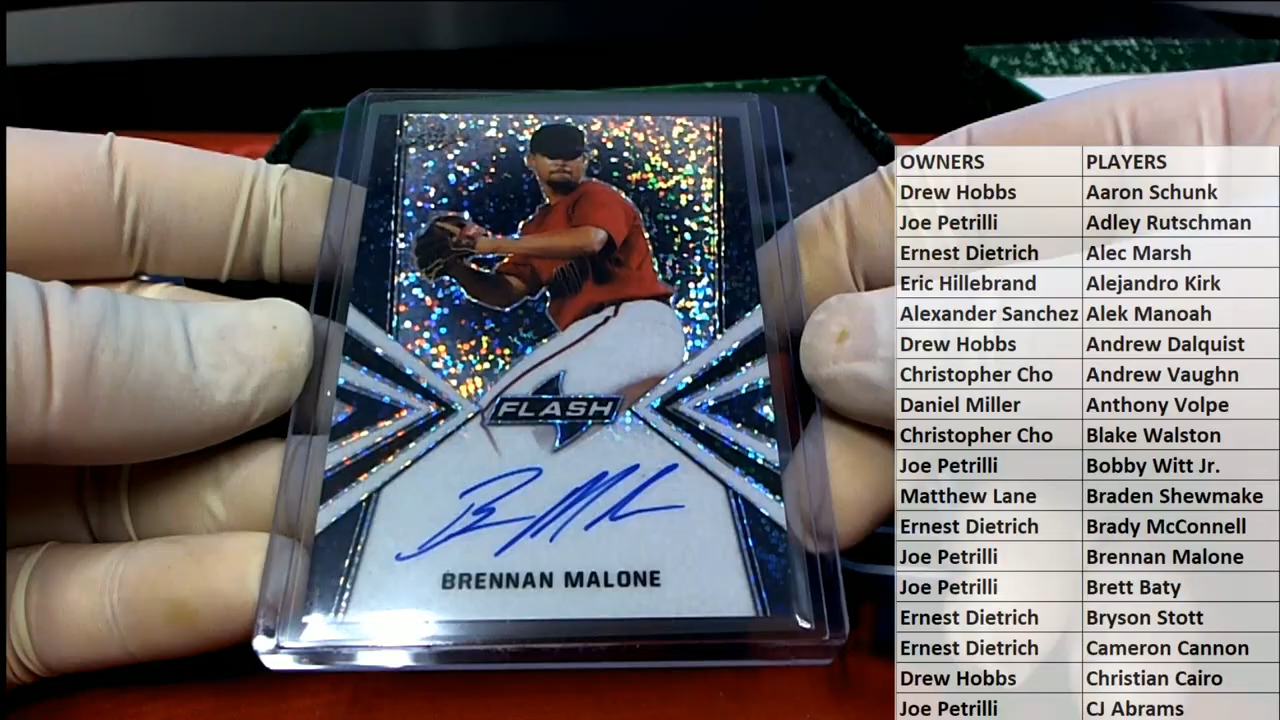 FLASH
BRENNAN MALONE
OWNERS PLAYERS
Drew Hobbs Aaron Schunk
Joe Petrilli Adley Rutschman
Ernest Dietrich Alec Marsh
Eric Hillebrand Alejandro Kirk
Alexander Sanchez Alek Manoah
Drew Hobbs Andrew Dalquist
Christopher Cho Andrew Vaughn
Daniel Miller Anthony Volpe
Christopher Cho Blake Walston
Joe Petrilli Bobby Witt Jr.
Matthew Lane Braden Shewmake
Ernest Dietrich Brady McConnell
Joe Petrilli Brennan Malone
Joe Petrilli Brett Baty
Ernest Dietrich Bryson Stott
Ernest Dietrich Cameron Cannon
Drew Hobbs Christian Cairo
Joe Petrilli CJ Abrams